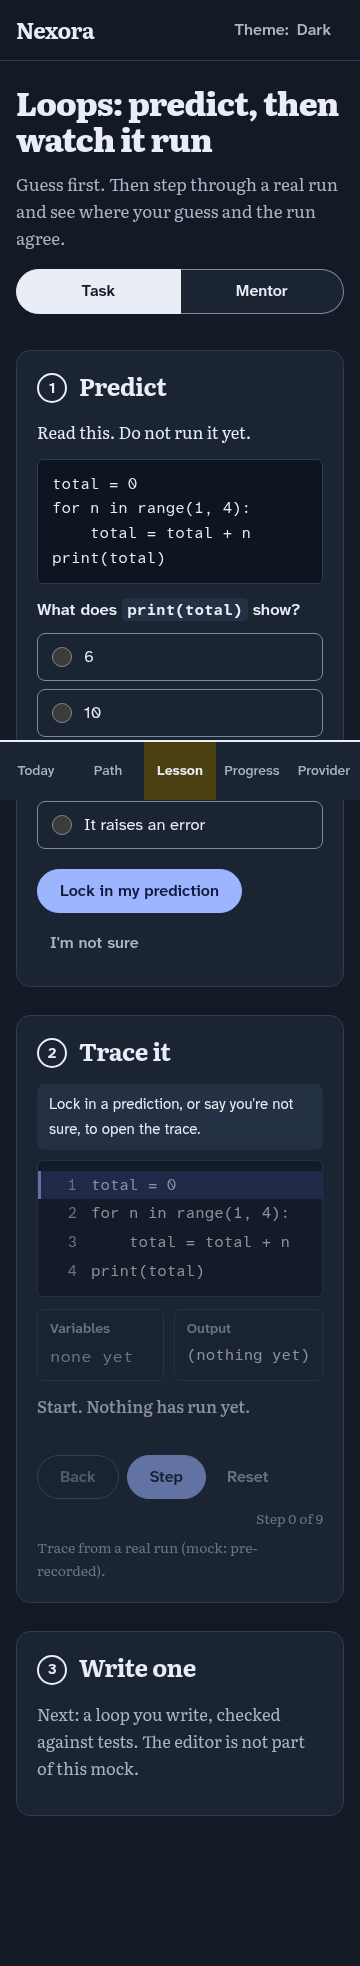 Nexora
Theme: Dark
Loops: predict, then
watch it run
Guess first. Then step through a real run
and see where your guess and the run
agree.
Task
Mentor
1 Predict
Read this. Do not run it yet.
total = 0
for n in range(1, 4):
    total = total + n
print(total)
What does print(total) show?
6
10
Today
Path
Lesson
Progress
Provider
It raises an error
Lock in my prediction
I'm not sure
2 Trace it
Lock in a prediction, or say you're not
sure, to open the trace.
1 total = 0
2 for n in range(1, 4):
3     total = total + n
4 print(total)
Variables
none yet
Output
(nothing yet)
Start. Nothing has run yet.
Back
Step
Reset
Step 0 of 9
Trace from a real run (mock: pre-
recorded).
3 Write one
Next: a loop you write, checked
against tests. The editor is not part
of this mock.